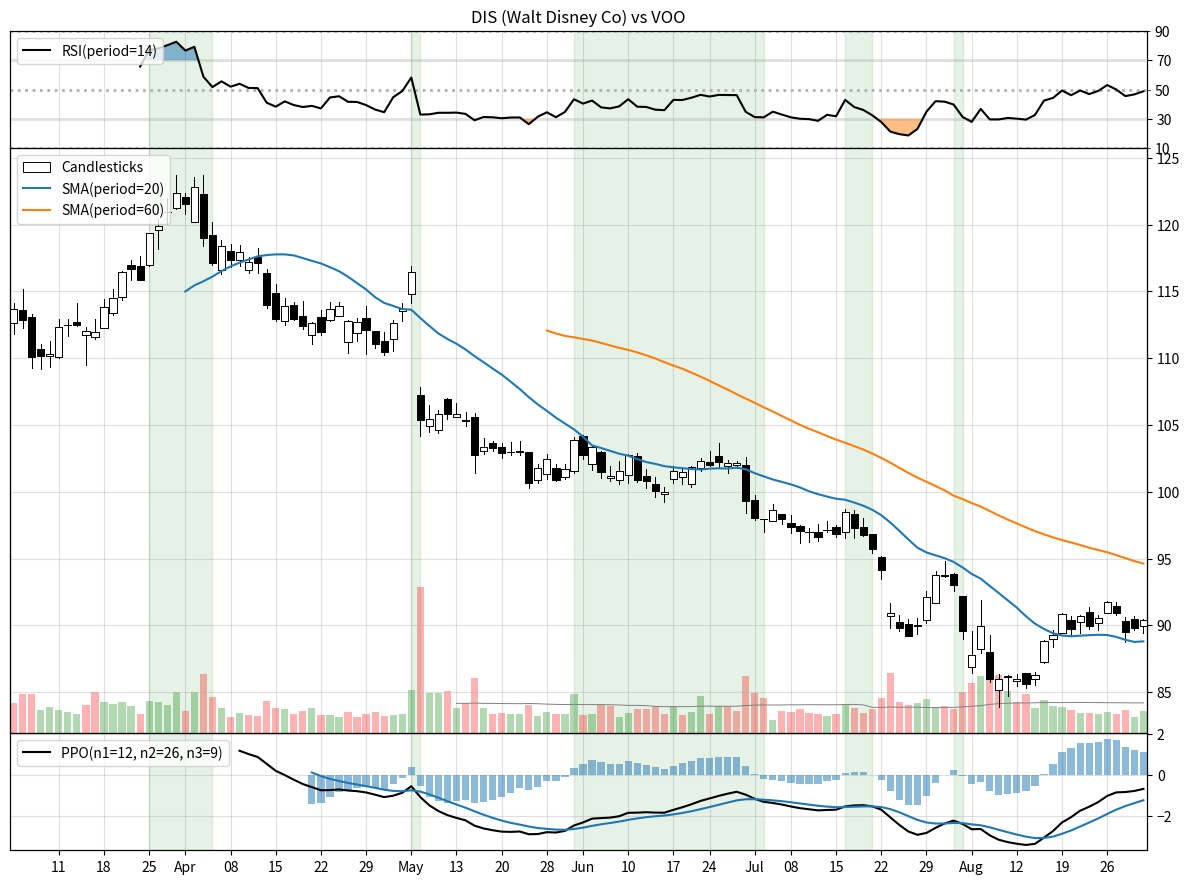 DIS (Walt Disney Co) vs VOO
RSI(period=14)
90
70
50
30
10
Candlesticks
SMA(period=20)
SMA(period=60)
125
120
115
110
105
100
95
90
85
PPO(n1=12, n2=26, n3=9)
2
0
−2
11 18 25 Apr 08 15 22 29 May 13 20 28 Jun 10 17 24 Jul 08 15 22 29 Aug 12 19 26